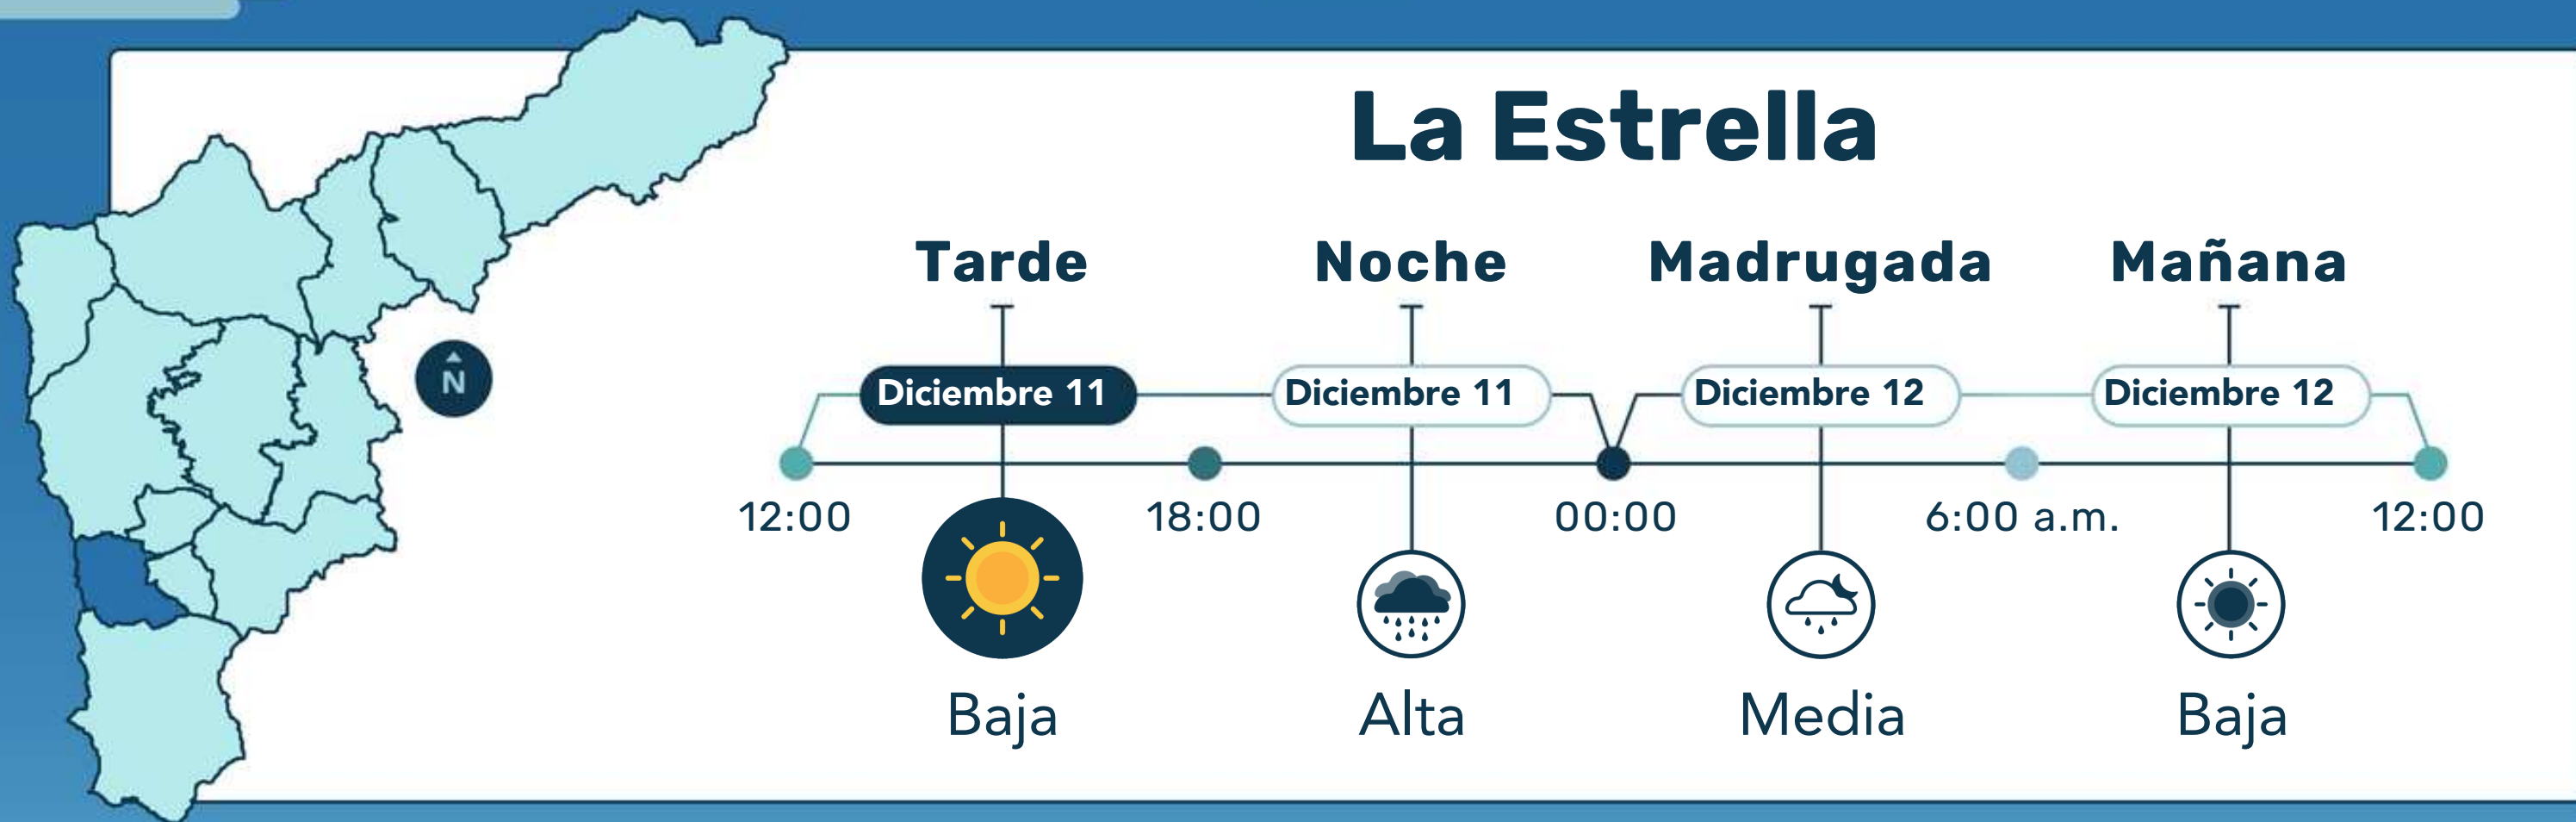 La Estrella
Tarde Noche Madrugada Mañana
N
Diciembre 11 Diciembre 11 Diciembre 12 Diciembre 12
12:00 18:00 00:00 6:00 a.m. 12:00
Baja Alta Media Baja